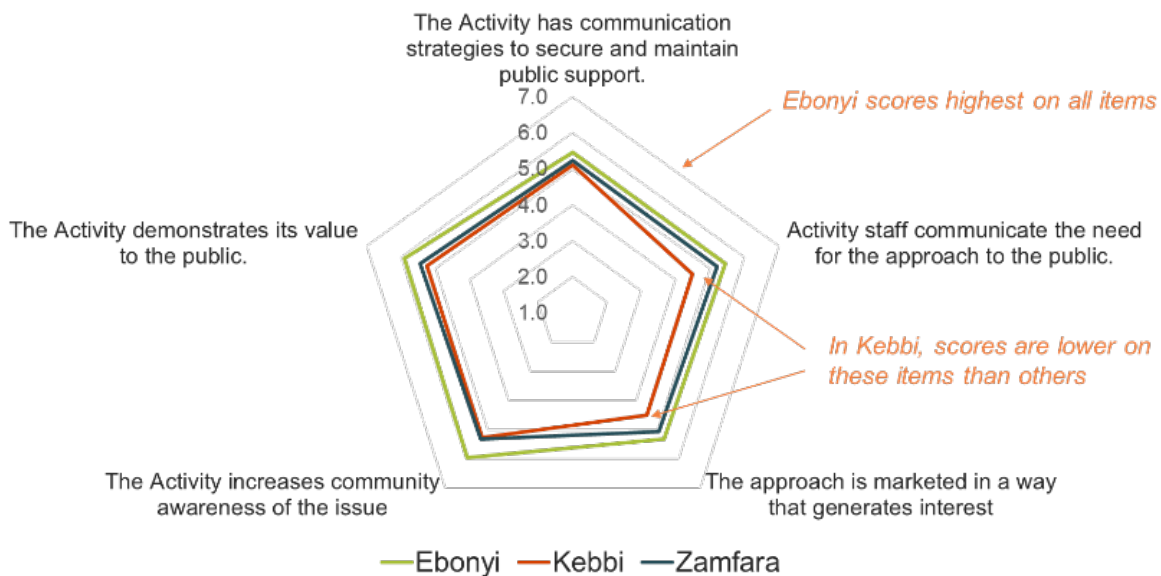 The Activity has communication
strategies to secure and maintain
public support.
7.0
6.0
5.0
4.0
3.0
2.0
1.0
Ebonyi scores highest on all items
Activity staff communicate the need
for the approach to the public.
The Activity demonstrates its value
to the public.
In Kebbi, scores are lower on
these items than others
The Activity increases community
awareness of the issue
The approach is marketed in a way
that generates interest
Ebonyi
Kebbi
Zamfara